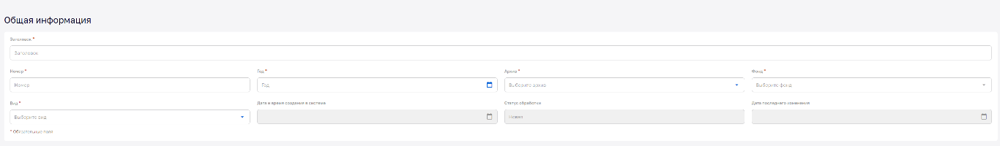 Общая информация
Заголовок *
Заголовок
Номер * Год * Архив * Фонд *
Номер Год Выберите архив Выберите фонд
Вид * Дата и время создания в системе Статус обработки Дата последнего изменения
Выберите вид Новая
* Обязательные поля